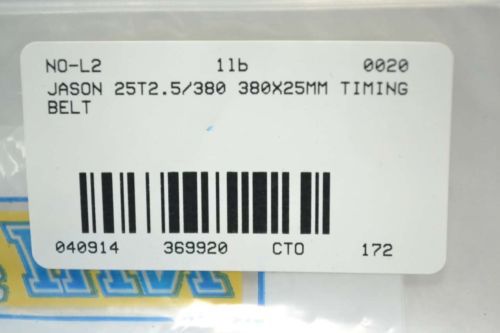 NO-L2 1lb 0020
JASON 25T2.5/380 380X25MM TIMING
BELT
040914 369920 CTO 172